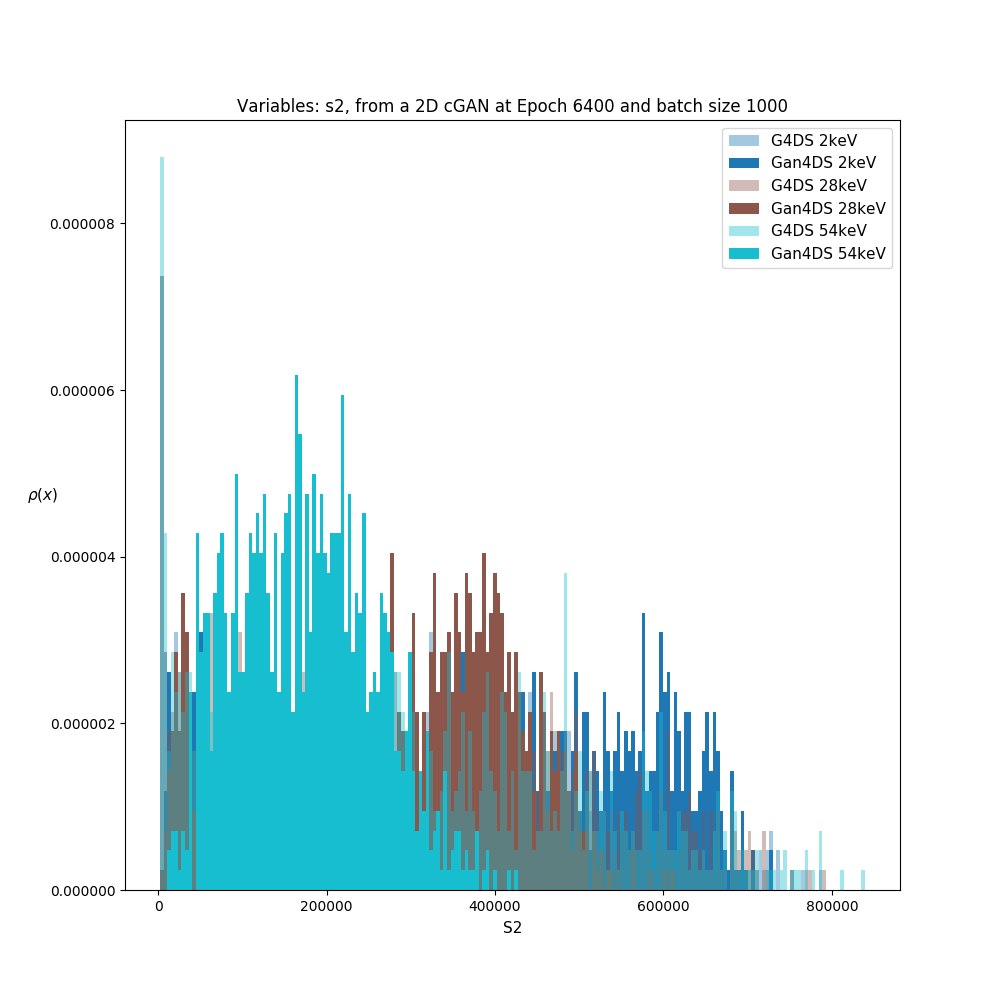 Variables: s2, from a 2D cGAN at Epoch 6400 and batch size 1000
G4DS 2keV
Gan4DS 2keV
G4DS 28keV
Gan4DS 28keV
G4DS 54keV
Gan4DS 54keV
0.000008
0.000006
ρ(x)
0.000004
0.000002
0.000000
0 200000 400000 600000 800000
S2